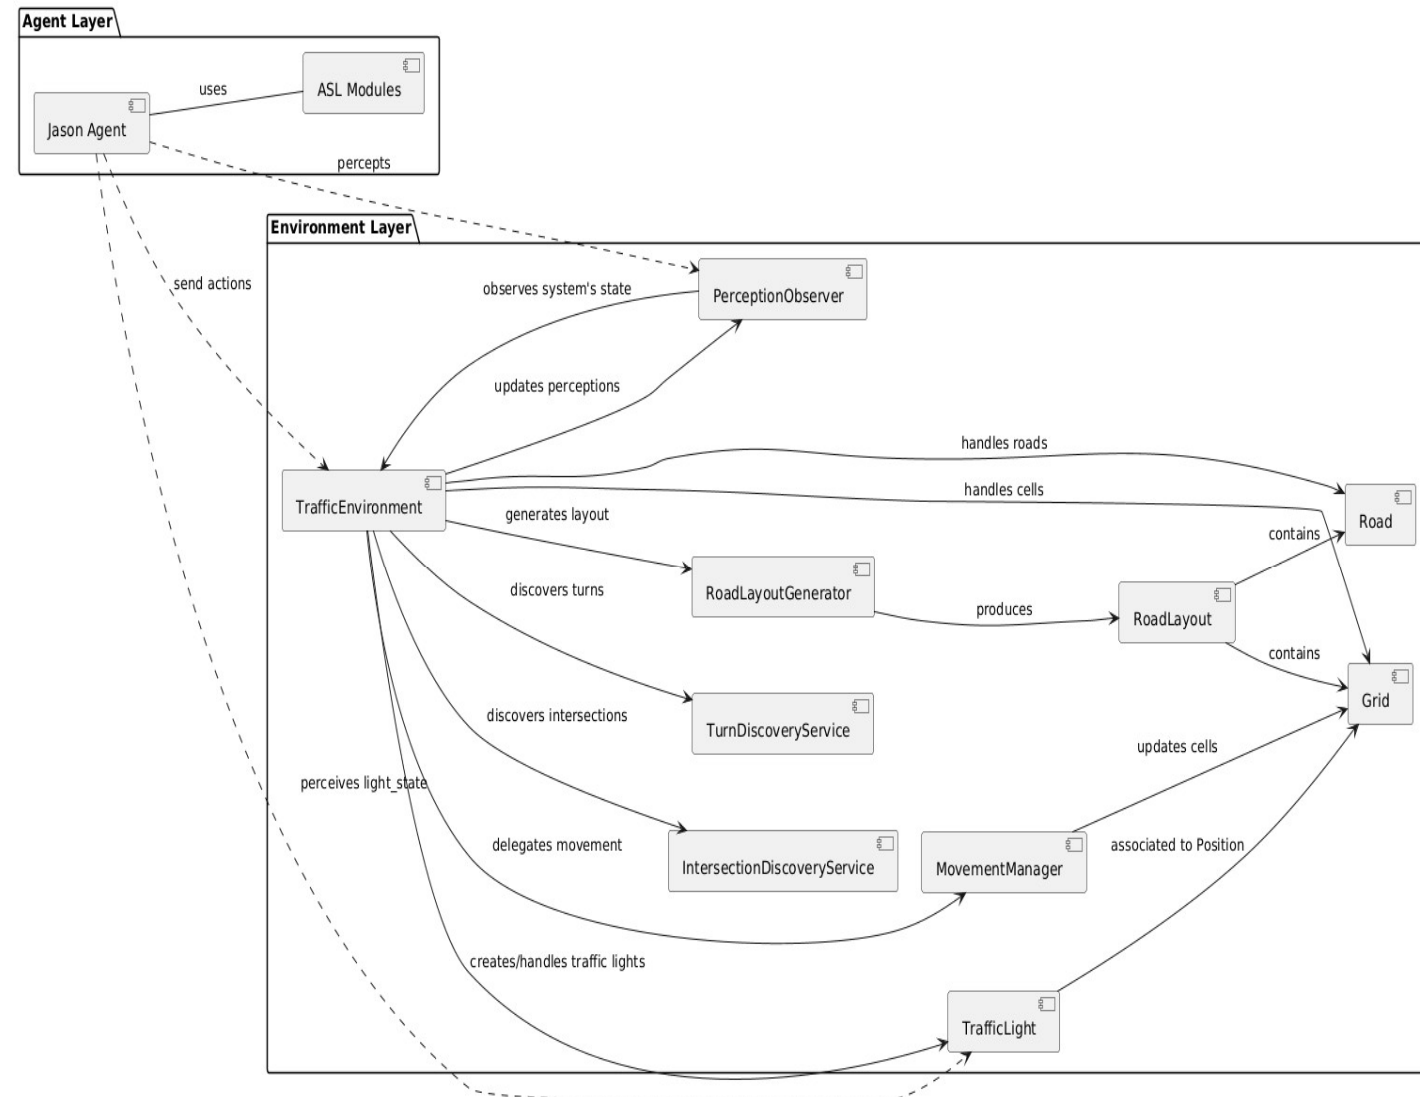 Agent Layer
ASL Modules
uses
Jason Agent
percepts
Environment Layer
send actions
observes system's state
PerceptionObserver
updates perceptions
handles roads
handles cells
TrafficEnvironment
generates layout
Road
contains
discovers turns
RoadLayoutGenerator
produces
RoadLayout
contains
Grid
discovers intersections
TurnDiscoveryService
updates cells
perceives light_state
delegates movement
associated to Position
IntersectionDiscoveryService
MovementManager
creates/handles traffic lights
TrafficLight